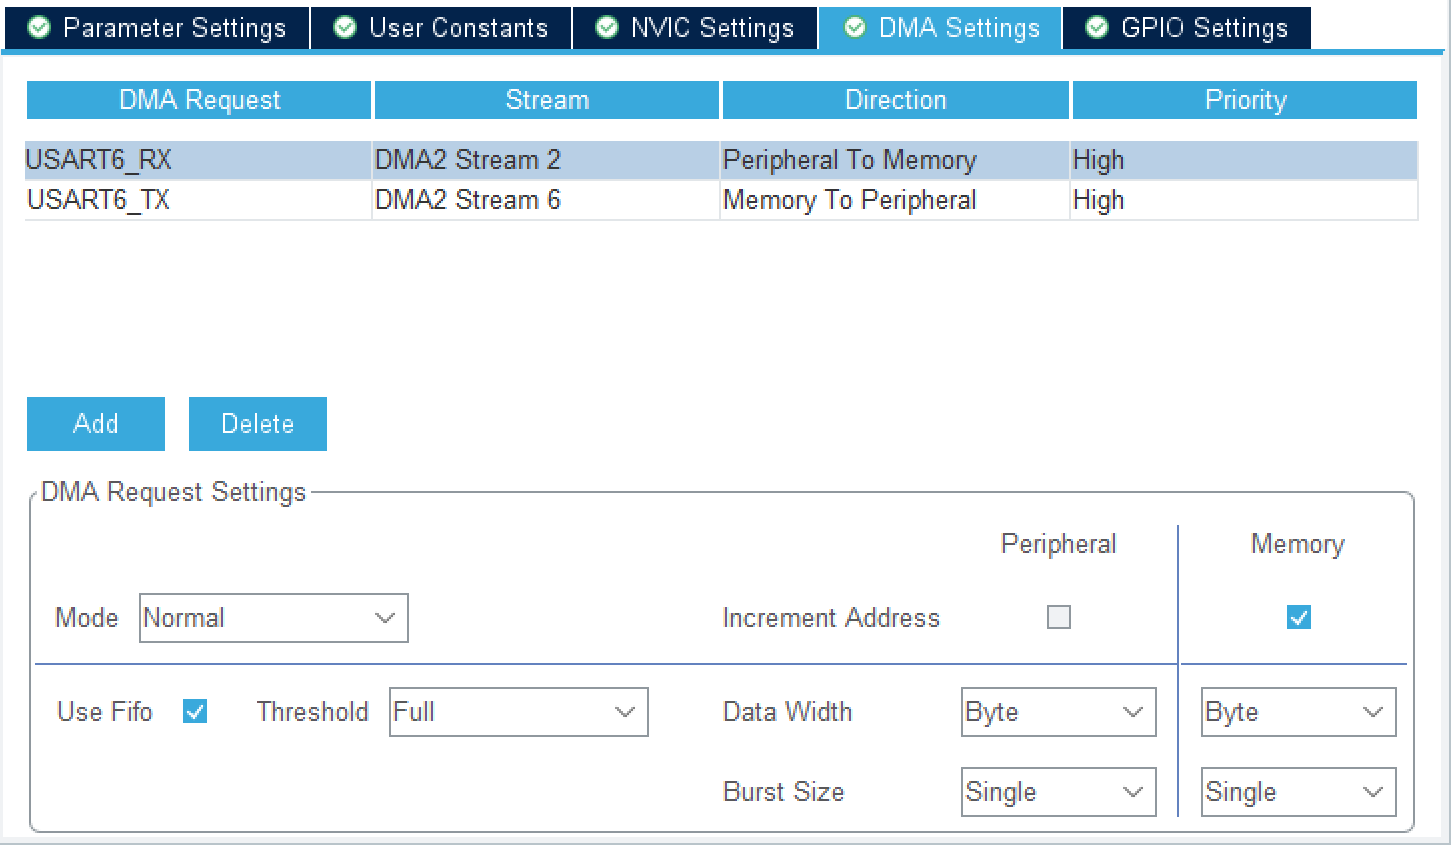 Parameter Settings User Constants NVIC Settings DMA Settings GPIO Settings
DMA Request Stream Direction Priority
USART6_RX DMA2 Stream 2 Peripheral To Memory High
USART6_TX DMA2 Stream 6 Memory To Peripheral High
Add Delete
DMA Request Settings
Peripheral Memory
Mode Normal Increment Address
Use Fifo Threshold Full Data Width Byte Byte
Burst Size Single Single